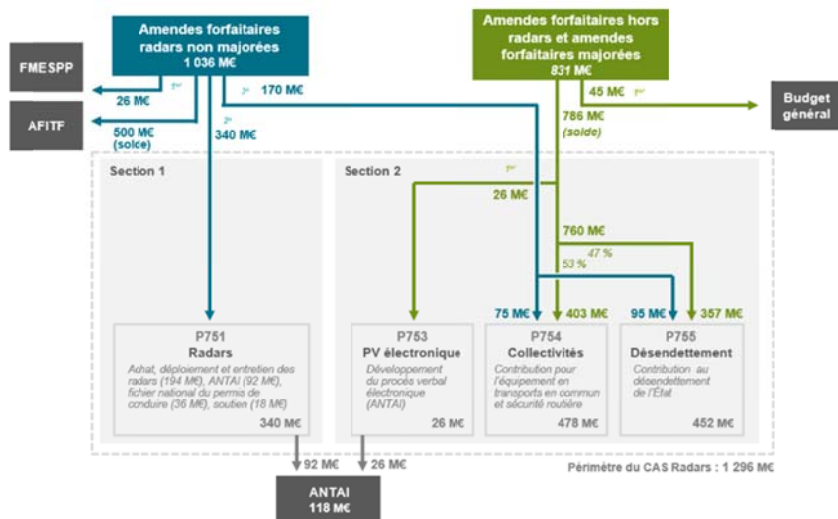 Amendes forfaitaires
radars non majorées
1 036 M€
Amendes forfaitaires hors
radars et amendes
forfaitaires majorées
831 M€
FMESPP
26 M€
1er
AFITF
500 M€
(solde)
2e
340 M€
3e
170 M€
45 M€
1er
786 M€
(solde)
Budget
général
Section 1
Section 2
1er
26 M€
760 M€
47 %
53 %
75 M€
403 M€
95 M€
357 M€
P751
Radars
Achat, déploiement et entretien des
radars (194 M€), ANTAI (92 M€),
fichier national du permis de
conduire (36 M€), soutien (18 M€)
340 M€
P753
PV électronique
Développement
du procès verbal
électronique
(ANTAI)
26 M€
P754
Collectivités
Contribution pour
l'équipement en
transports en commun
et sécurité routière
478 M€
P755
Désendettement
Contribution au
désendettement
de l'État
452 M€
92 M€
26 M€
Périmètre du CAS Radars : 1 296 M€
ANTAI
118 M€